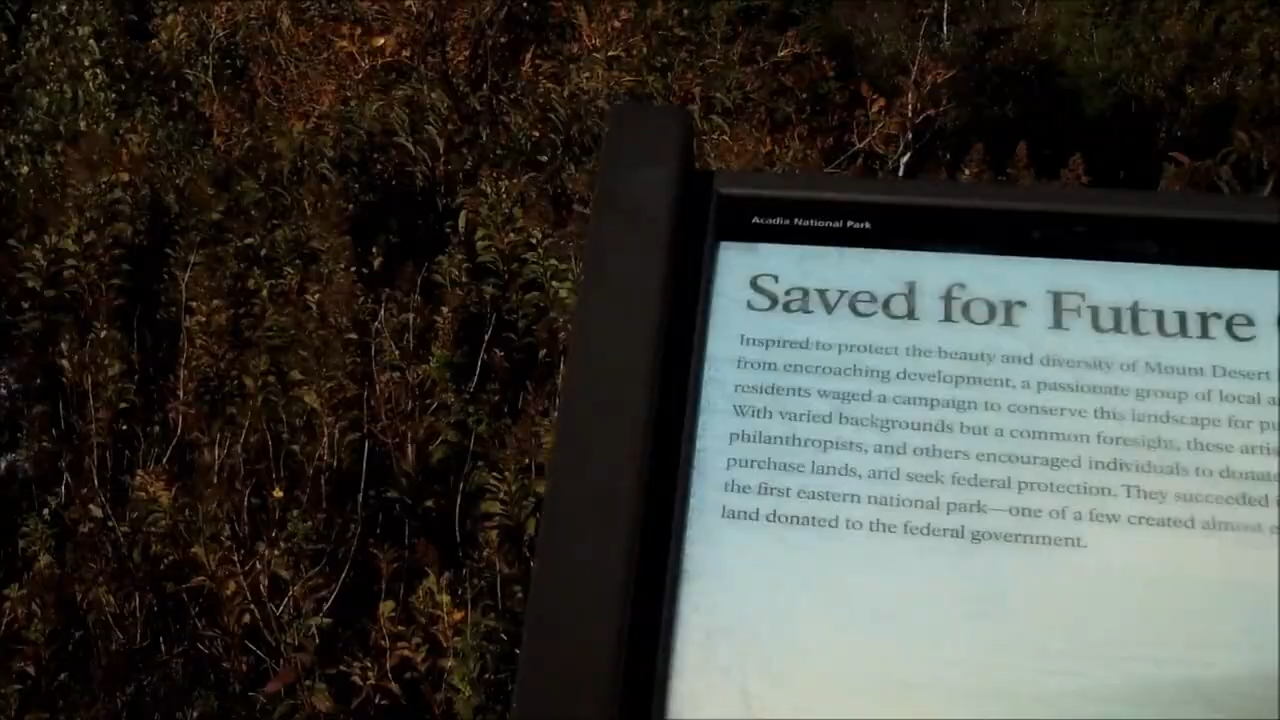 Acadia National Park
Saved for Future
Inspired to protect the beauty and diversity of Mount Desert
from encroaching development, a passionate group of local
residents waged a campaign to conserve this landscape for
With varied backgrounds but a common foresight, these
philanthropists, and others encouraged individuals to
purchase lands, and seek federal protection. They succeeded
the first eastern national park—one of a few created almost
land donated to the federal government.